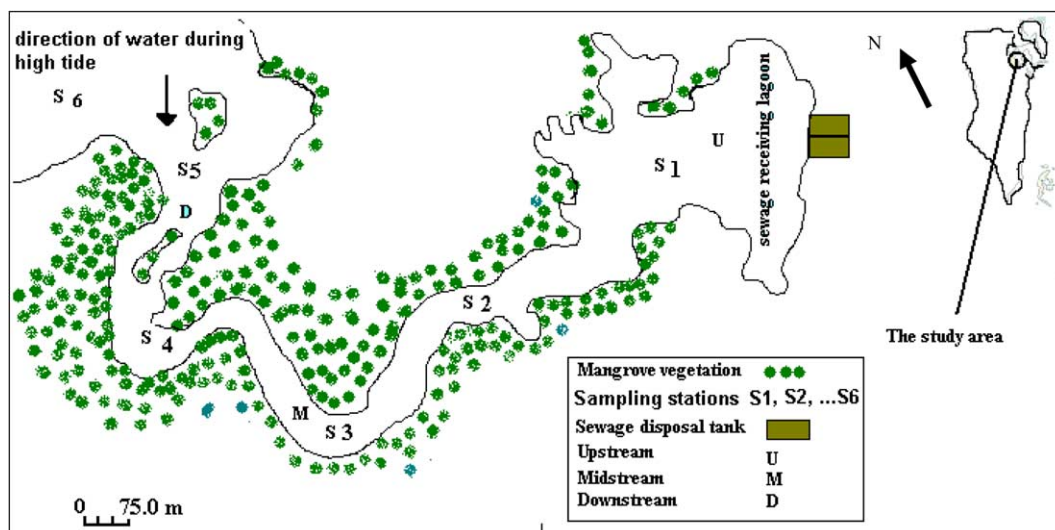 direction of water during
high tide
S 6
S5
D
S 4
M
S 3
S 2
S 1
U
sewage receiving lagoon
N
The study area
0 75.0 m
Mangrove vegetation
Sampling stations S1, S2, ...S6
Sewage disposal tank
Upstream U
Midstream M
Downstream D